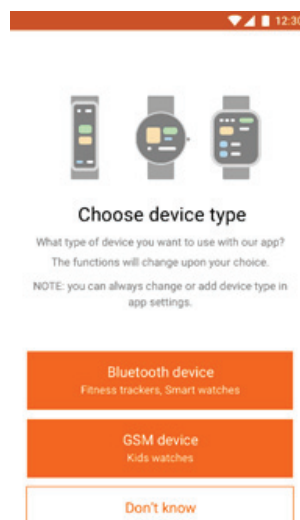 12:30
Choose device type
What type of device you want to use with our app?
The functions will change upon your choice.
NOTE: you can always change or add device type in
app settings.
Bluetooth device
Fitness trackers, Smart watches
GSM device
Kids watches
Don't know